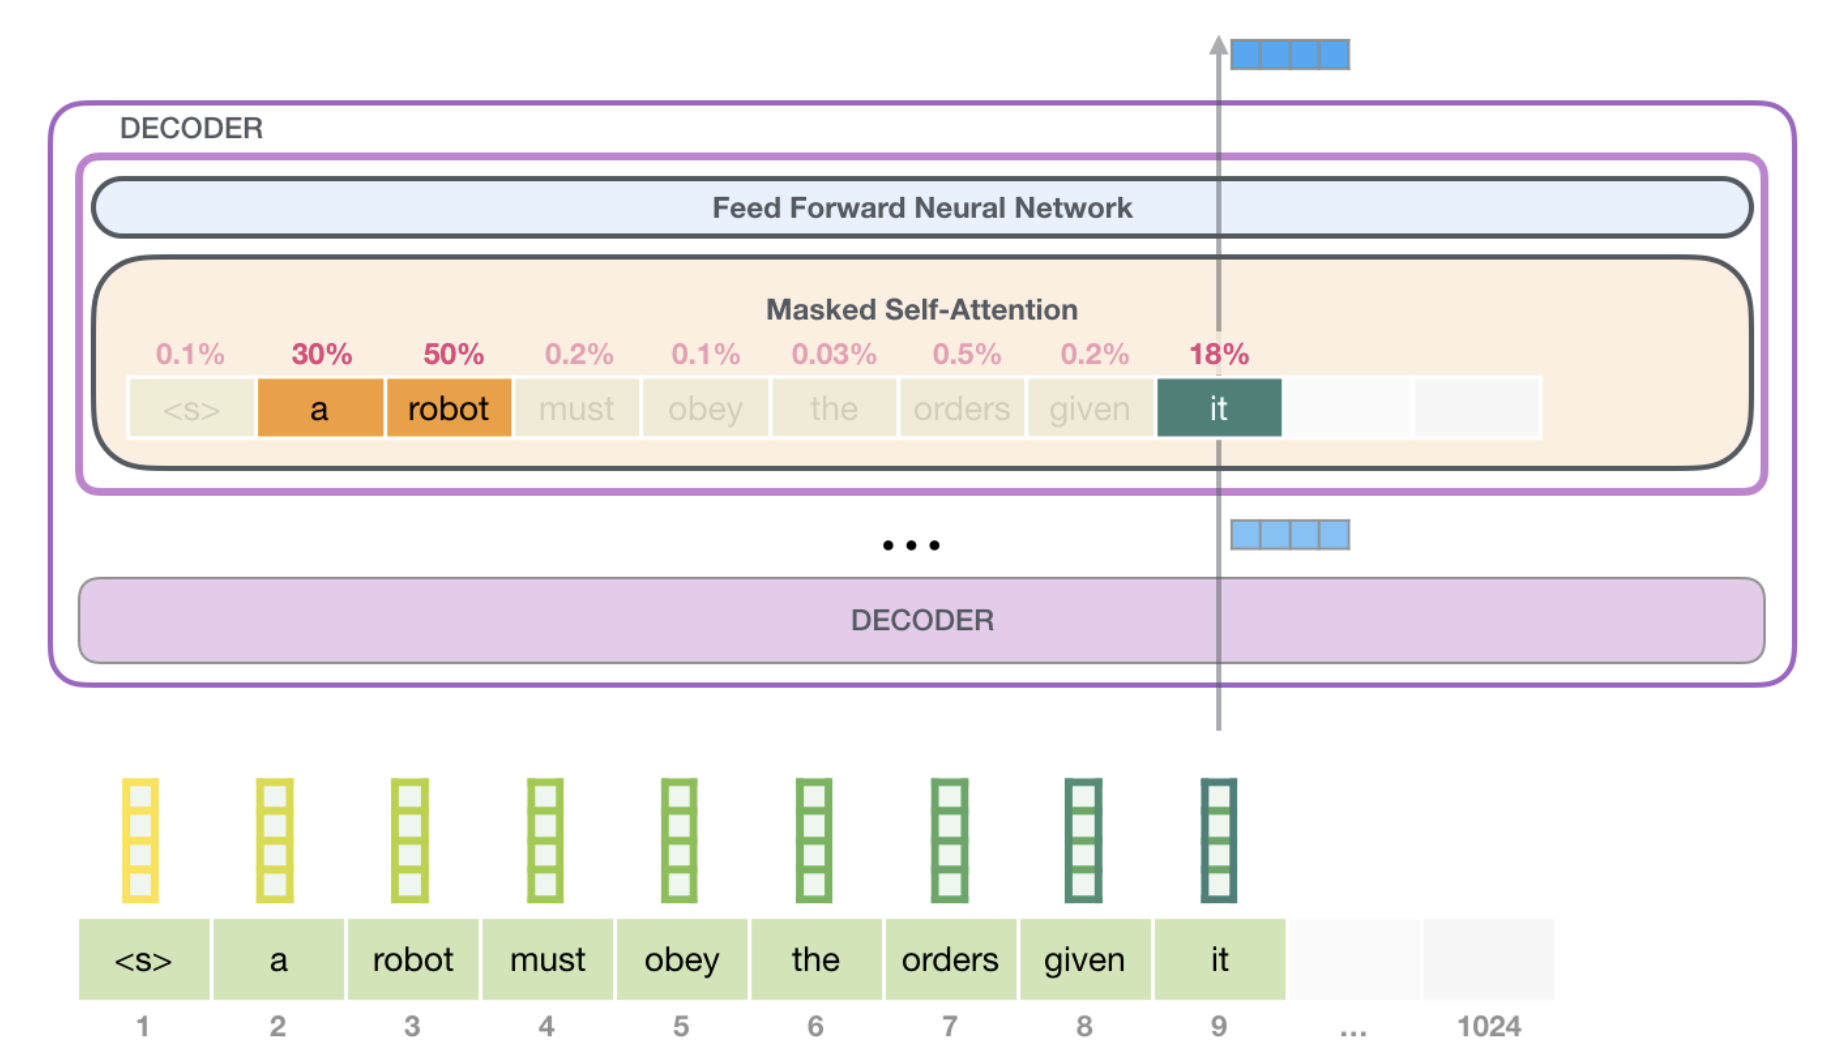 DECODER
Feed Forward Neural Network
Masked Self-Attention
0.1% 30% 50% 0.2% 0.1% 0.03% 0.5% 0.2% 18%
<s> a robot must obey the orders given it
...
DECODER
<s> a robot must obey the orders given it
1 2 3 4 5 6 7 8 9 ... 1024